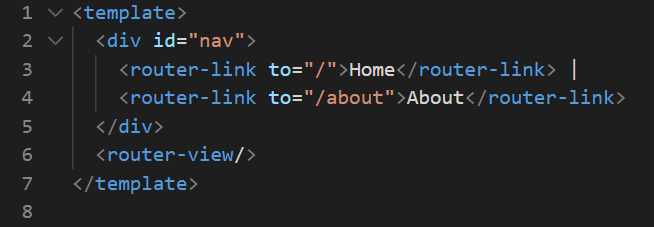 1 <template>
2 <div id="nav">
3 <router-link to="/">Home</router-link> |
4 <router-link to="/about">About</router-link>
5 </div>
6 <router-view/>
7 </template>
8